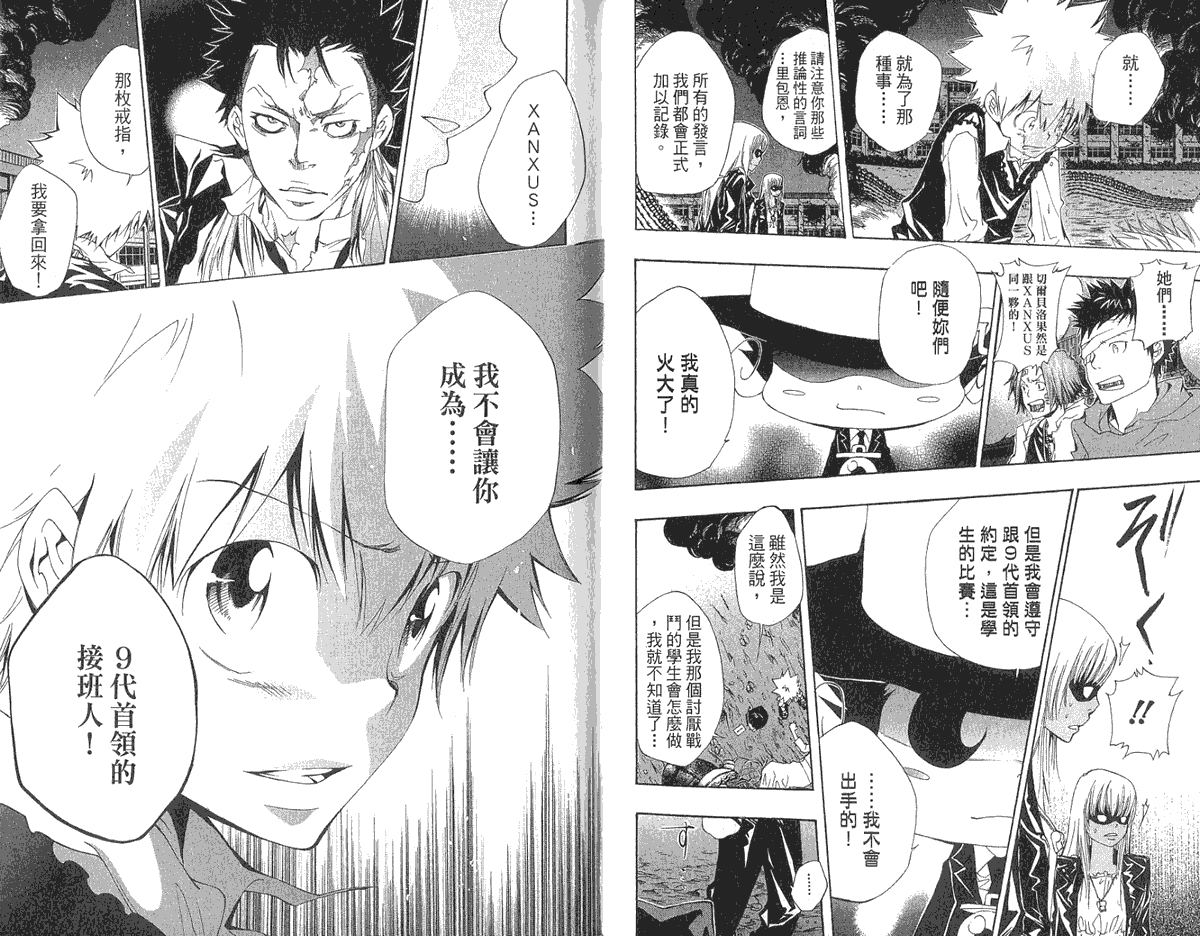 就……
就為了那
種事……
請注意你那些
推論性的言詞
…里包恩，
所有的發言，
我們都會正式
加以記錄。
她們……
切爾貝洛果然是
跟XANXUS
同一夥的！
隨便妳們
吧！
我真的
火大了！
!!
但是我會遵守
跟9代首領的
約定，這是學
生的比賽…
……我不會
出手的！
雖然我是
這麼說，
但是我那個討厭戰
鬥的學生會怎麼做
，我就不知道了…
す
XANXUS…
那枚戒指，
我要拿回來！
我不會讓你
成為……
9代首領的
接班人！